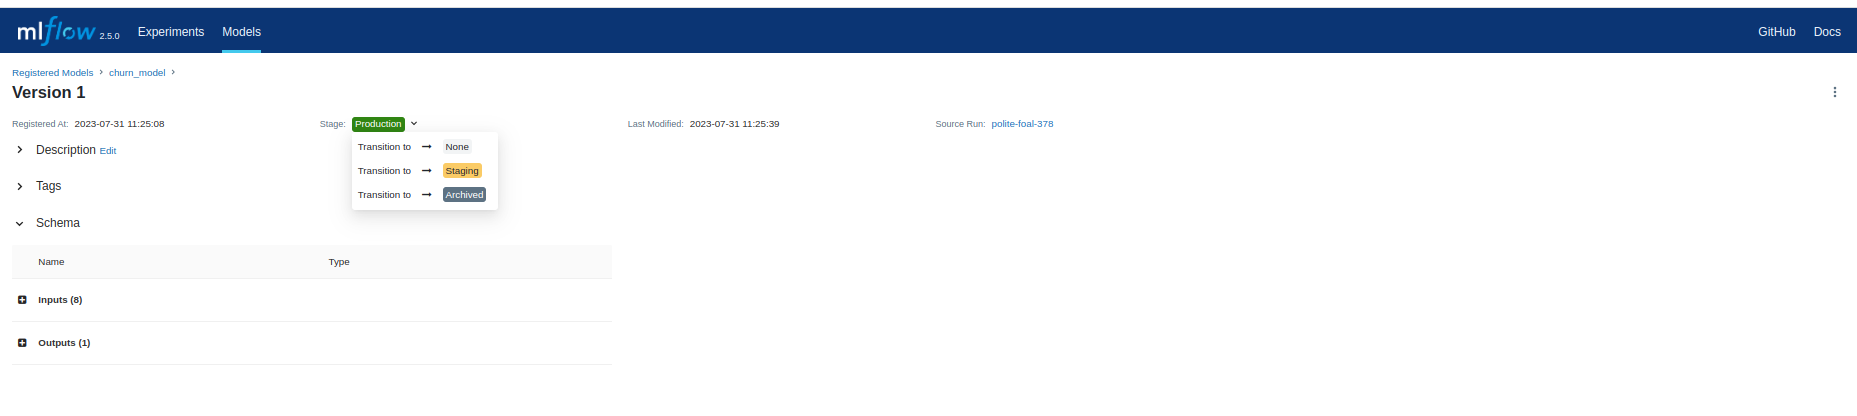 mlflow 2.5.0 Experiments Models GitHub Docs
Registered Models > churn_model >
Version 1
Registered At: 2023-07-31 11:25:08 Stage: Production Last Modified: 2023-07-31 11:25:39 Source Run: polite-foal-378
Transition to → None
Description Edit
Transition to → Staging
Tags
Transition to → Archived
Schema
Name Type
Inputs (8)
Outputs (1)